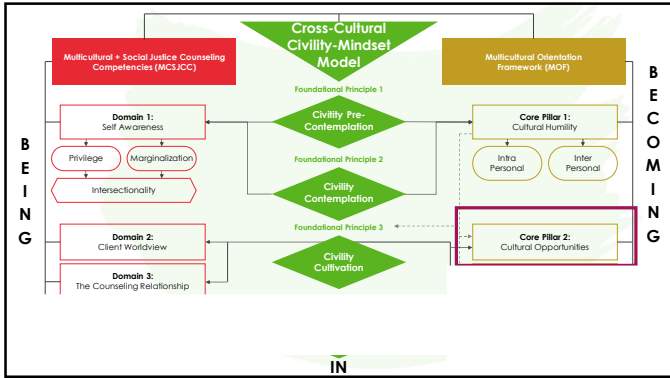 Cross-Cultural
Civility-Mindset
Model
Multicultural + Social Justice Counseling
Competencies (MCSJCC)
Multicultural Orientation
Framework (MOF)
B
E
I
N
G
B
E
C
O
M
I
N
G
Foundational Principle 1
Domain 1:
Self Awareness
Civitity Pre-
Contemplation
Core Pillar 1:
Cultural Humility
Privilege
Marginalization
Intra
Personal
Inter
Personal
Foundational Principle 2
Intersectionality
Civility
Contemplation
Foundational Principle 3
Domain 2:
Client Worldview
Core Pillar 2:
Cultural Opportunities
Civility
Cultivation
Domain 3:
The Counseling Relationship
IN